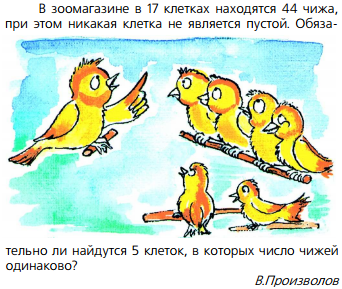 В зоомагазине в 17 клетках находятся 44 чижа,
при этом никакая клетка не является пустой. Обяза-
тельно ли найдутся 5 клеток, в которых число чижей
одинаково?
В.Произволов